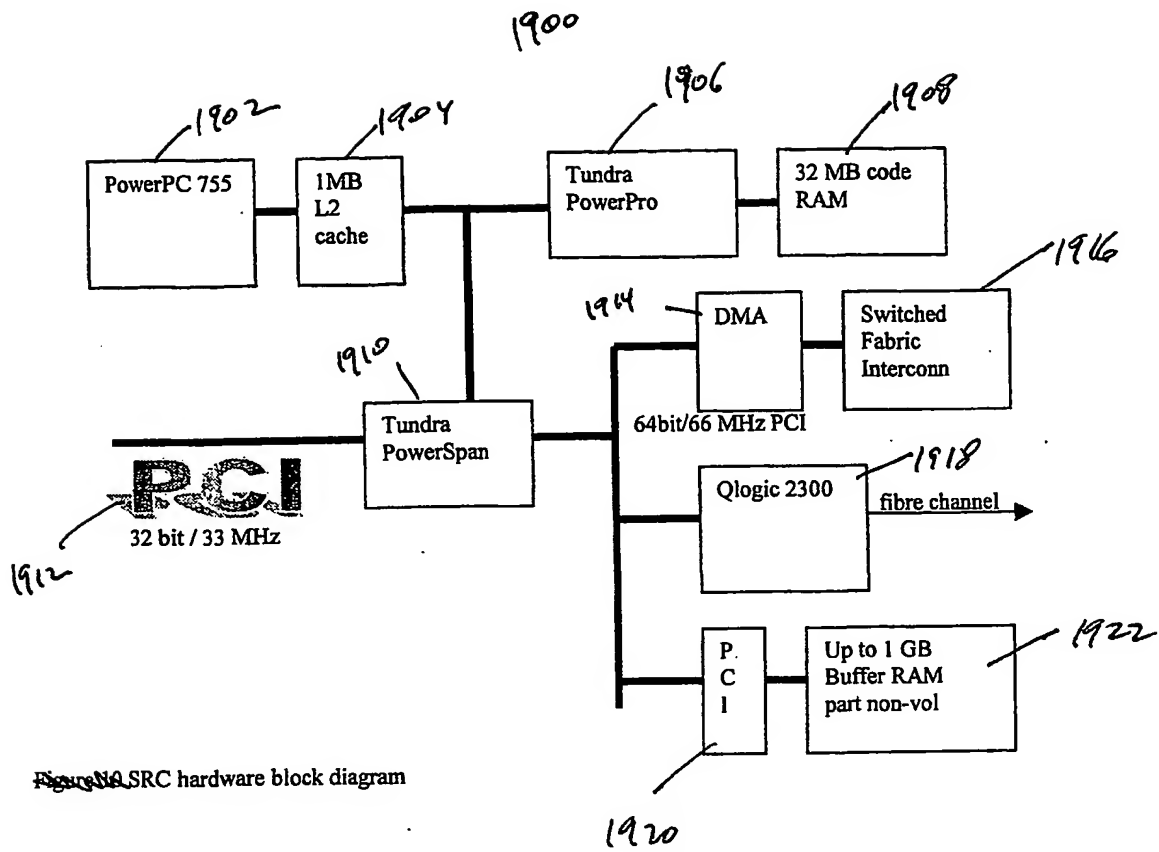 1900
1902
1904
1906
1908
PowerPC 755
1MB
L2
cache
Tundra
PowerPro
32 MB code
RAM
1916
1914
DMA
Switched
Fabric
Interconn
1910
Tundra
PowerSpan
64bit/66 MHz PCI
PCI
32 bit / 33 MHz
1912
1918
Qlogic 2300
fibre channel
P
C
I
Up to 1 GB
Buffer RAM
part non-vol
1922
SRC hardware block diagram
1920